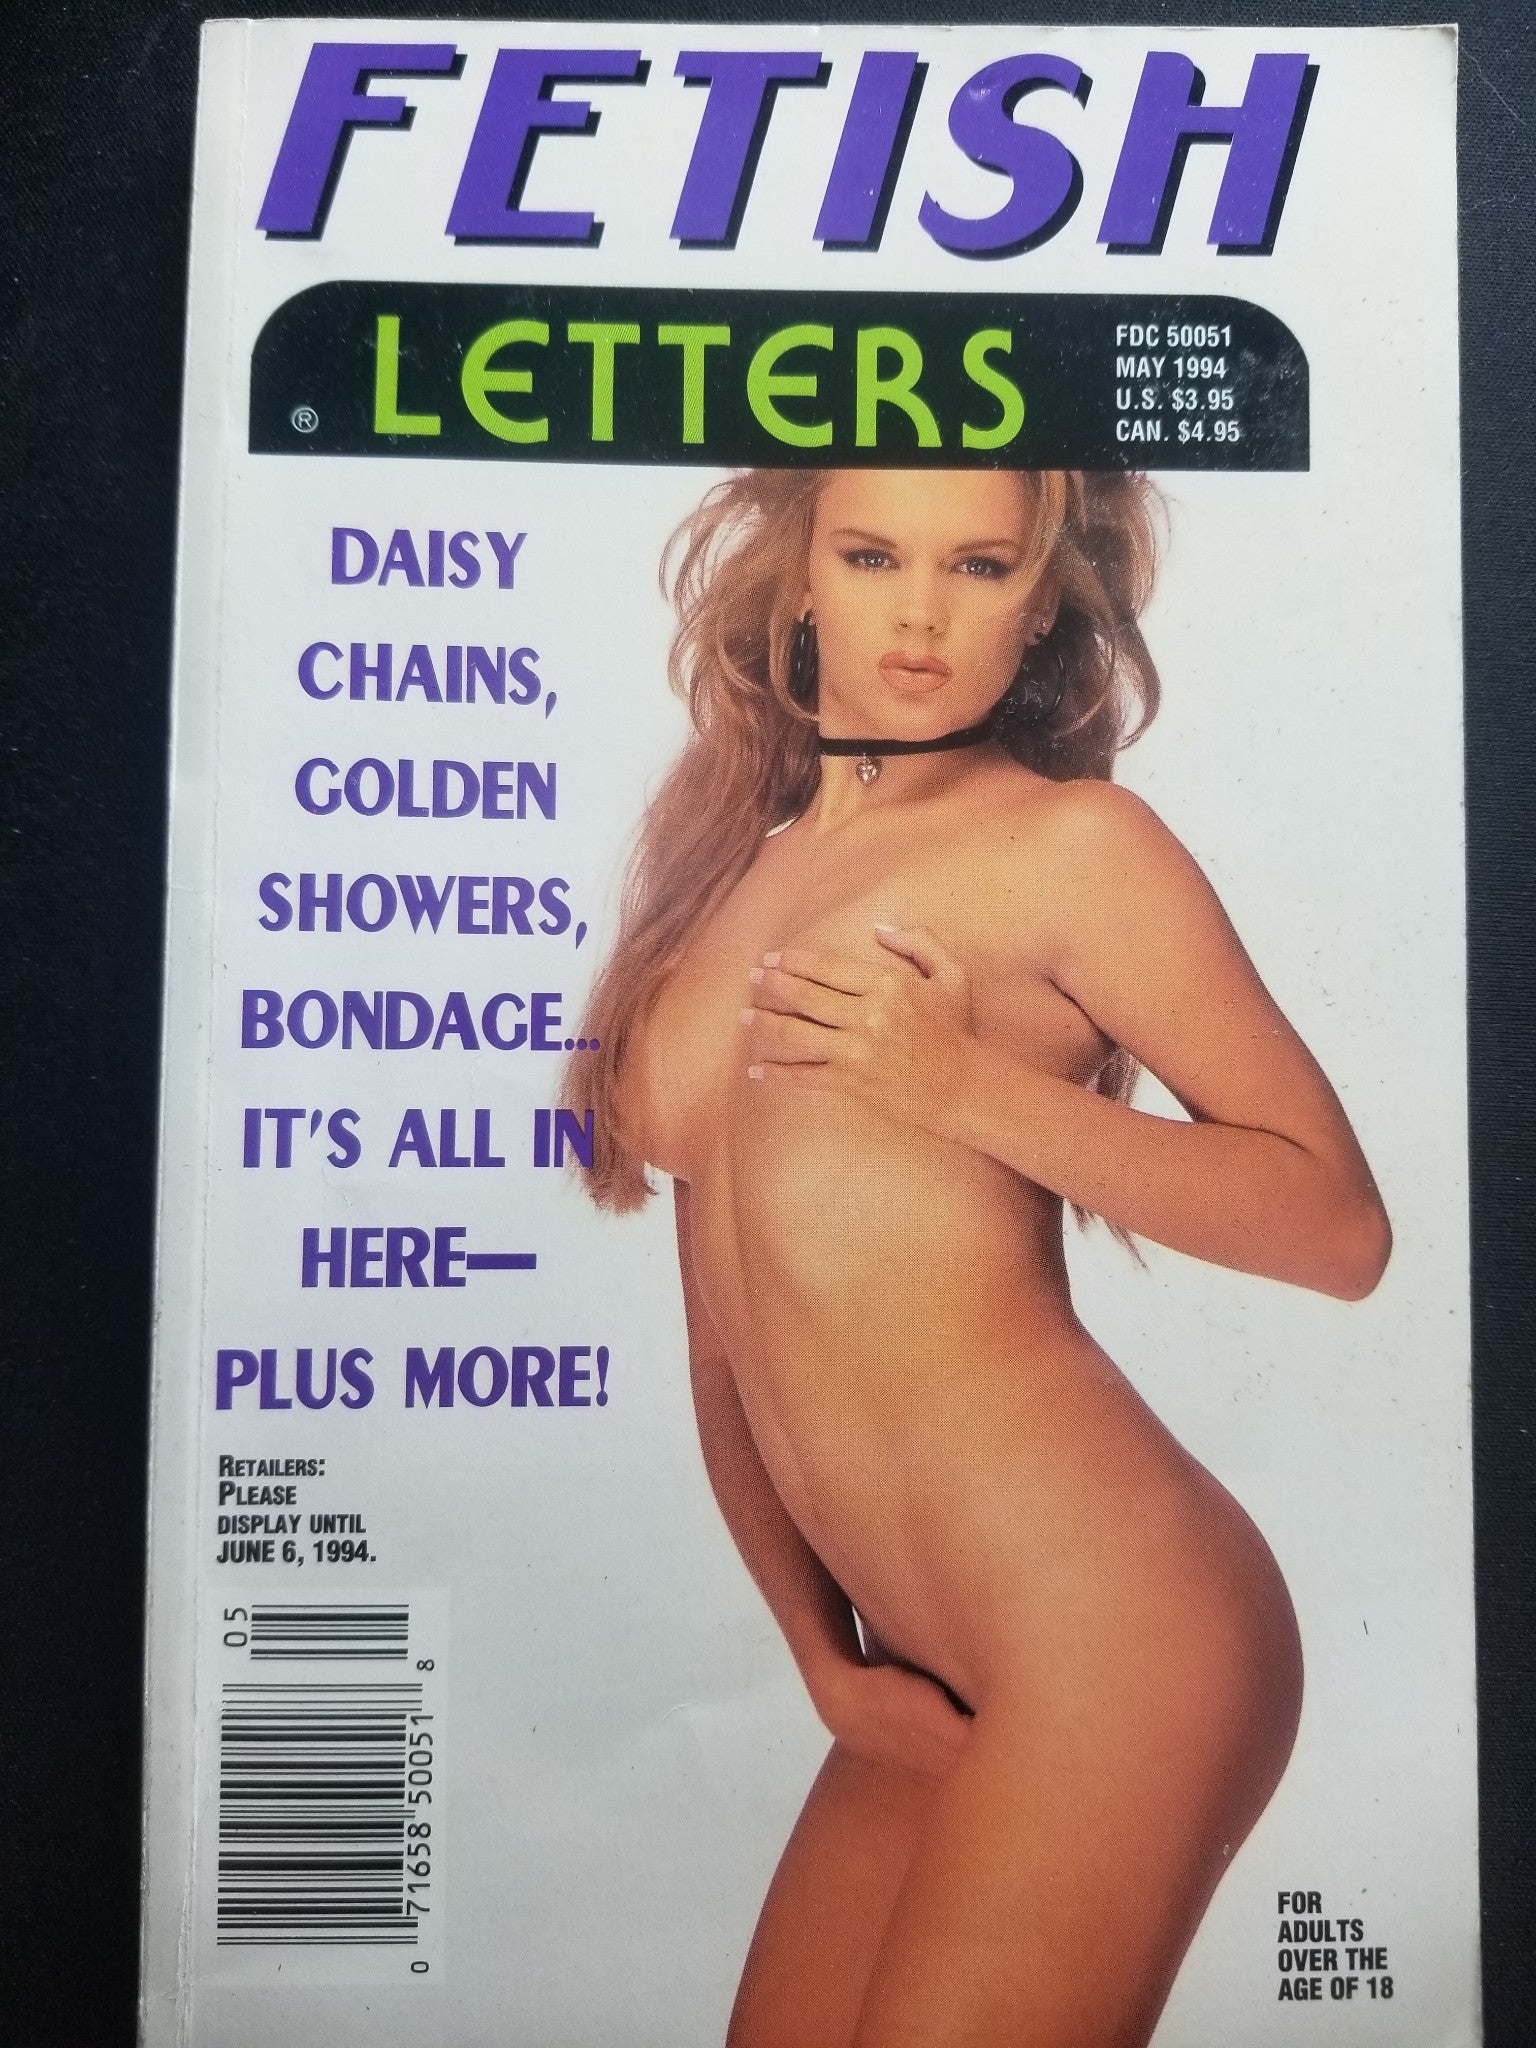 FETISH
LETTERS
®
FDC 50051
MAY 1994
U.S. $3.95
CAN. $4.95
DAISY
CHAINS,
GOLDEN
SHOWERS,
BONDAGE...
IT'S ALL IN
HERE—
PLUS MORE!
RETAILERS:
PLEASE
DISPLAY UNTIL
JUNE 6, 1994.
05
0 71658 50051 8
FOR
ADULTS
OVER THE
AGE OF 18